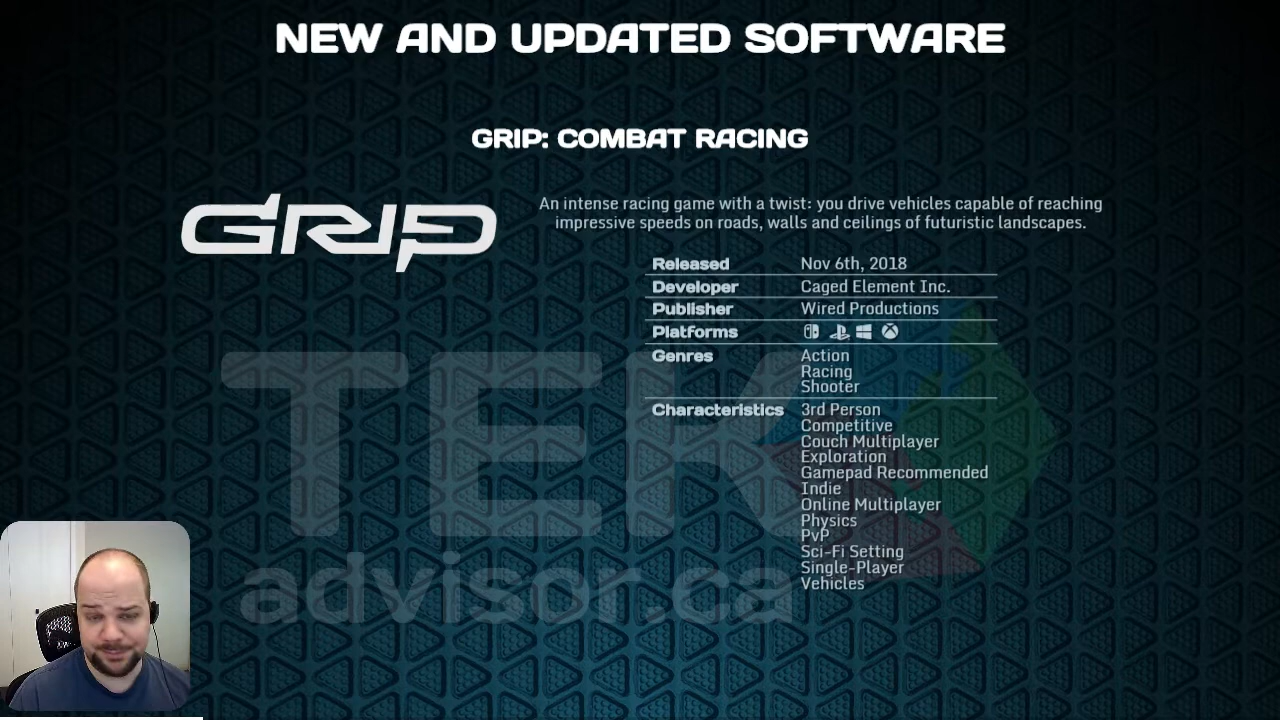 NEW AND UPDATED SOFTWARE
GRIP: COMBAT RACING
GRIP
An intense racing game with a twist: you drive vehicles capable of reaching
impressive speeds on roads, walls and ceilings of futuristic landscapes.
Released Nov 6th, 2018
Developer Caged Element Inc.
Publisher Wired Productions
Platforms
Genres Action
Racing
Shooter
Characteristics 3rd Person
Competitive
Couch Multiplayer
Exploration
Gamepad Recommended
Indie
Online Multiplayer
Physics
PvP
Sci-Fi Setting
Single-Player
Vehicles
TEK
advisor.ca